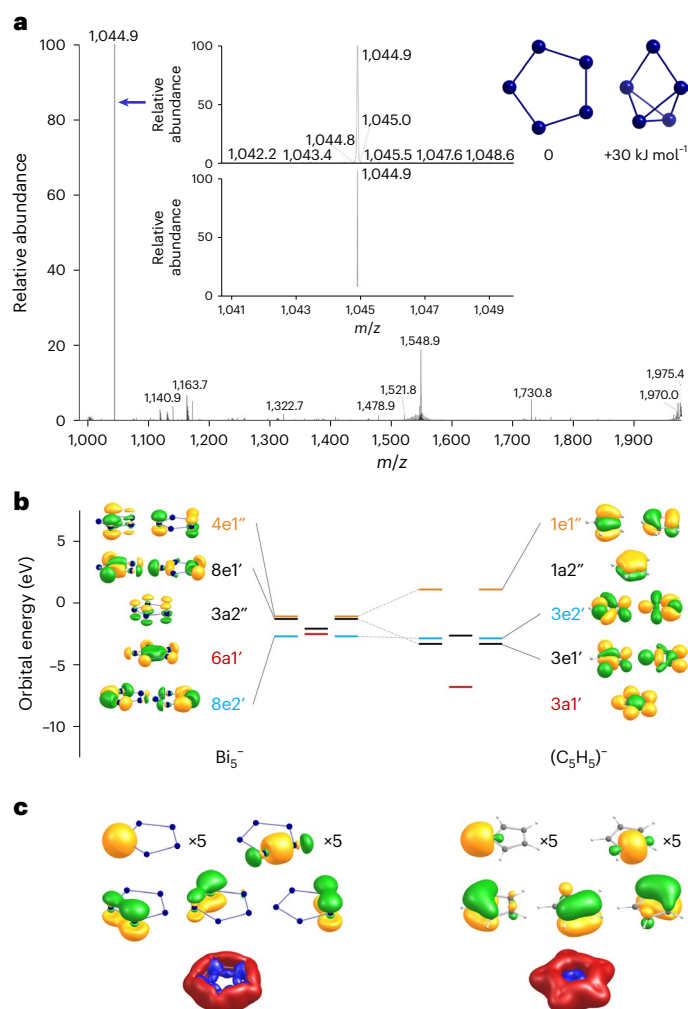 a
1,044.9
100
80
60
40
20
0
Relative abundance
1,140.9
1,163.7
1,322.7
1,478.9
1,521.8
1,548.9
1,730.8
1,970.0
1,975.4
1,000
1,100
1,200
1,300
1,400
1,500
1,600
1,700
1,800
1,900
m/z
100
50
0
Relative
abundance
1,044.9
1,044.8
1,045.0
1,042.2
1,043.4
1,045.5
1,047.6
1,048.6
100
50
0
Relative
abundance
1,044.9
1,041
1,043
1,045
1,047
1,049
m/z
0
+30 kJ mol⁻¹
b
5
0
−5
−10
Orbital energy (eV)
4e1″
8e1′
3a2″
6a1′
8e2′
Bi₅⁻
1e1″
1a2″
3e2′
3e1′
3a1′
(C₅H₅)⁻
c
×5
×5
×5
×5